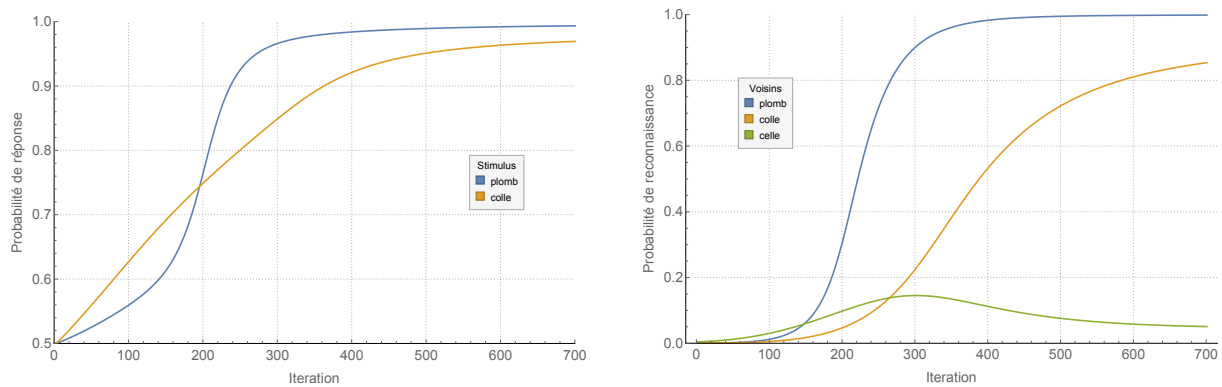 1.0
0.9
0.8
0.7
0.6
0.5
Probabilité de réponse
Stimulus
plomb
colle
0 100 200 300 400 500 600 700
Iteration
1.0
0.8
0.6
0.4
0.2
0.0
Probabilité de reconnaissance
Voisins
plomb
colle
celle
0 100 200 300 400 500 600 700
Iteration